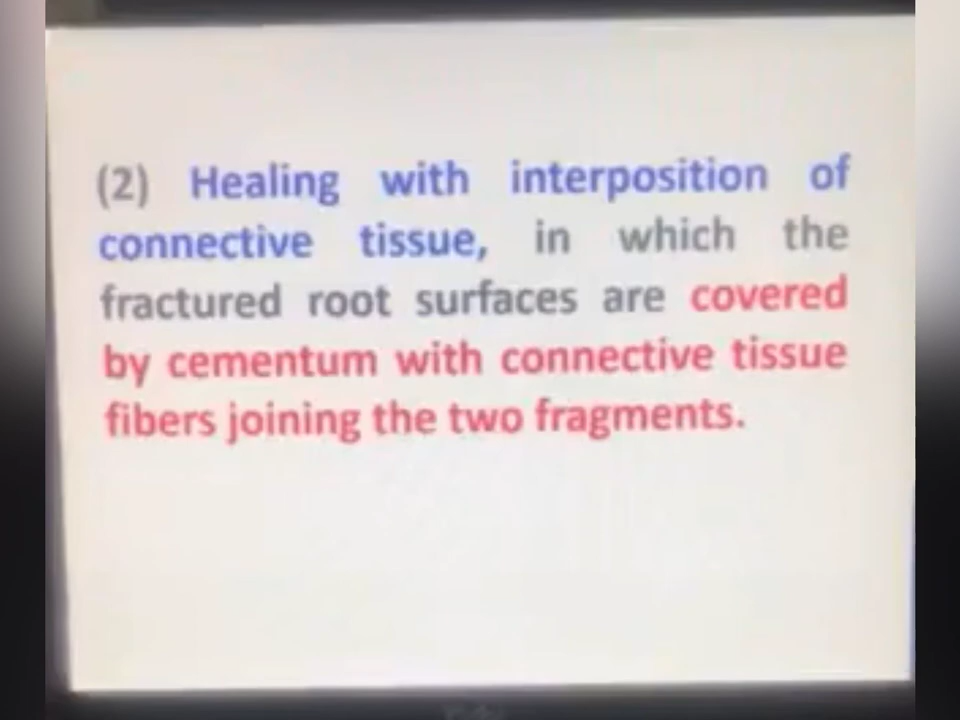 (2) Healing with interposition of
connective tissue, in which the
fractured root surfaces are covered
by cementum with connective tissue
fibers joining the two fragments.